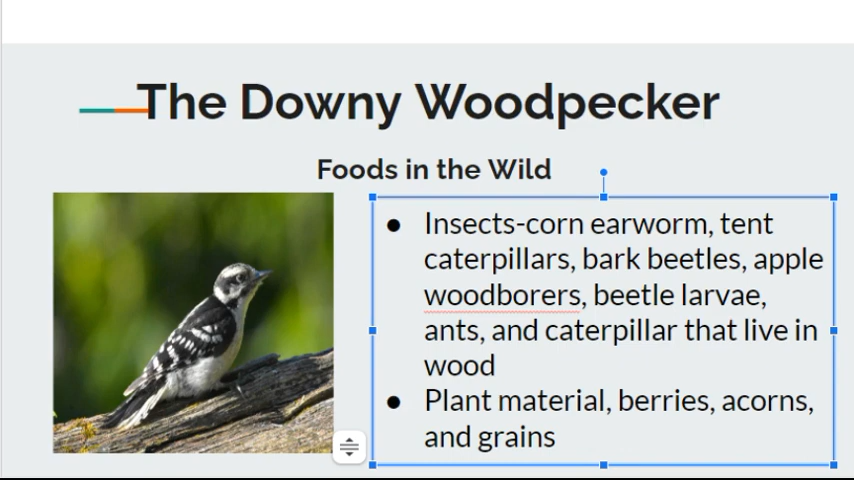 The Downy Woodpecker
Foods in the Wild
● Insects-corn earworm, tent
caterpillars, bark beetles, apple
woodborers, beetle larvae,
ants, and caterpillar that live in
wood
● Plant material, berries, acorns,
and grains